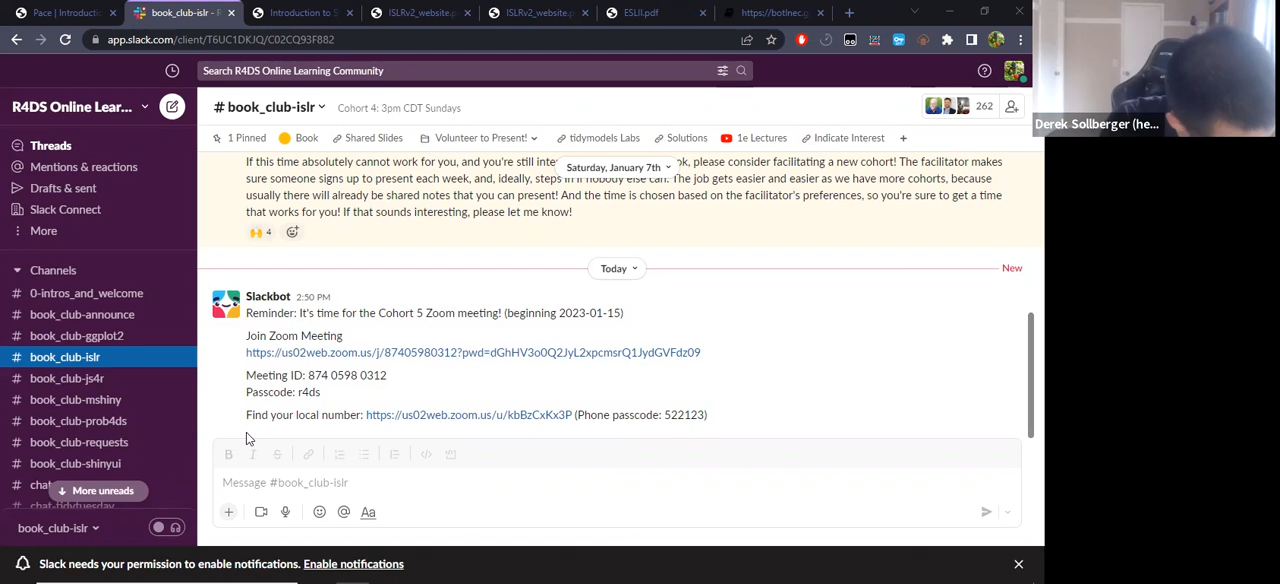 Pace | Introduct
book_club-islr - R
Introduction to S
ISLRv2_website.p
ISLRv2_website.p
ESLII.pdf
https://botlnec.g
app.slack.com/client/T6UC1DKJQ/C02CQ93F882
Search R4DS Online Learning Community
R4DS Online Lear...
# book_club-islr
Cohort 4: 3pm CDT Sundays
262
Derek Sollberger (he...
1 Pinned
Book
Shared Slides
Volunteer to Present!
tidymodels Labs
Solutions
1e Lectures
Indicate Interest
+
Threads
Mentions & reactions
Drafts & sent
Slack Connect
More
Channels
# 0-intros_and_welcome
# book_club-announce
# book_club-ggplot2
# book_club-islr
# book_club-js4r
# book_club-mshiny
# book_club-prob4ds
# book_club-requests
# book_club-shinyui
# chat
More unreads
# chat-tidytuesday
book_club-islr
If this time absolutely cannot work for you, and you're still inte
ok, please consider facilitating a new cohort! The facilitator makes
Saturday, January 7th
sure someone signs up to present each week, and, ideally, steps in if nobody else can. The job gets easier and easier as we have more cohorts, because
usually there will already be shared notes that you can present! And the time is chosen based on the facilitator's preferences, so you're sure to get a time
that works for you! If that sounds interesting, please let me know!
4
Today
New
Slackbot 2:50 PM
Reminder: It's time for the Cohort 5 Zoom meeting! (beginning 2023-01-15)
Join Zoom Meeting
https://us02web.zoom.us/j/87405980312?pwd=dGhHV3o0Q2JyL2xpcmsrQ1JydGVFdz09
Meeting ID: 874 0598 0312
Passcode: r4ds
Find your local number: https://us02web.zoom.us/u/kbBzCxKx3P (Phone passcode: 522123)
B I S
Message #book_club-islr
Aa
Slack needs your permission to enable notifications. Enable notifications